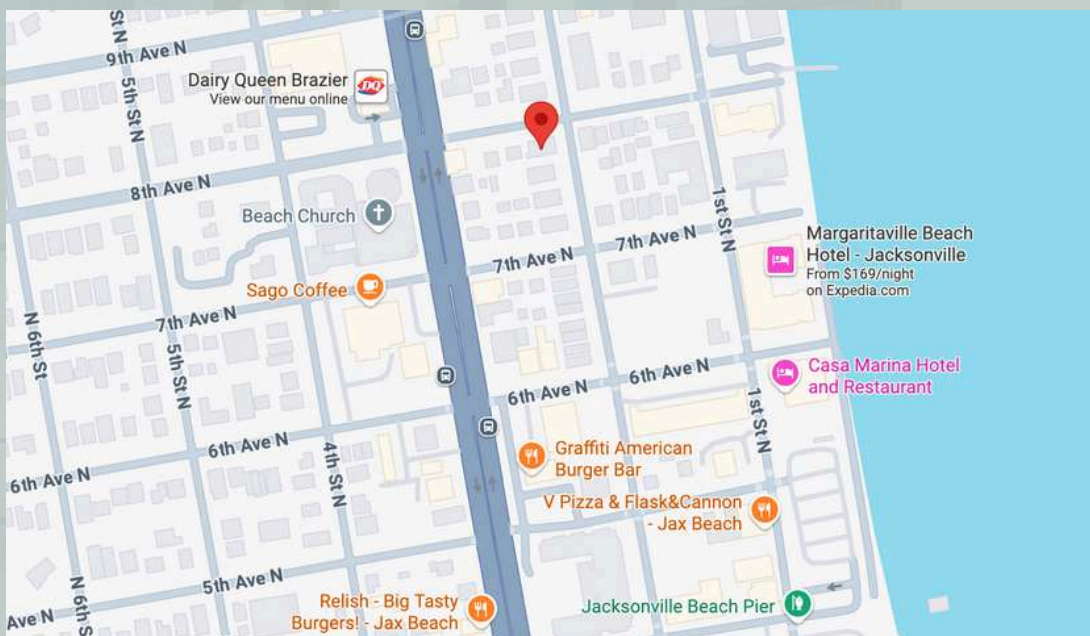 St N
9th Ave N
5th St N
Dairy Queen Brazier
View our menu online
DQ
8th Ave N
Beach Church
1st St N
7th Ave N
7th Ave N
Margaritaville Beach
Hotel - Jacksonville
From $169/night
on Expedia.com
Sago Coffee
7th Ave N
N 6th St
5th St N
6th Ave N
6th Ave N
Casa Marina Hotel
and Restaurant
1st St N
6th Ave N
6th Ave N
4th St N
Graffiti American
Burger Bar
V Pizza & Flask&Cannon
- Jax Beach
5th Ave N
N 6th S
Ave N
Relish - Big Tasty
Burgers! - Jax Beach
Jacksonville Beach Pier